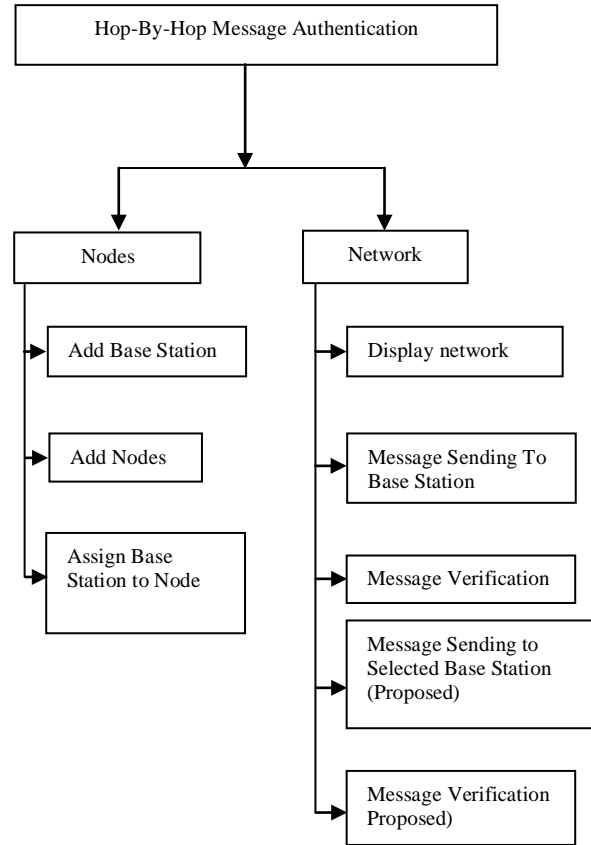 Hop-By-Hop Message Authentication
Nodes
Network
Add Base Station
Add Nodes
Assign Base
Station to Node
Display network
Message Sending To
Base Station
Message Verification
Message Sending to
Selected Base Station
(Proposed)
Message Verification
Proposed)